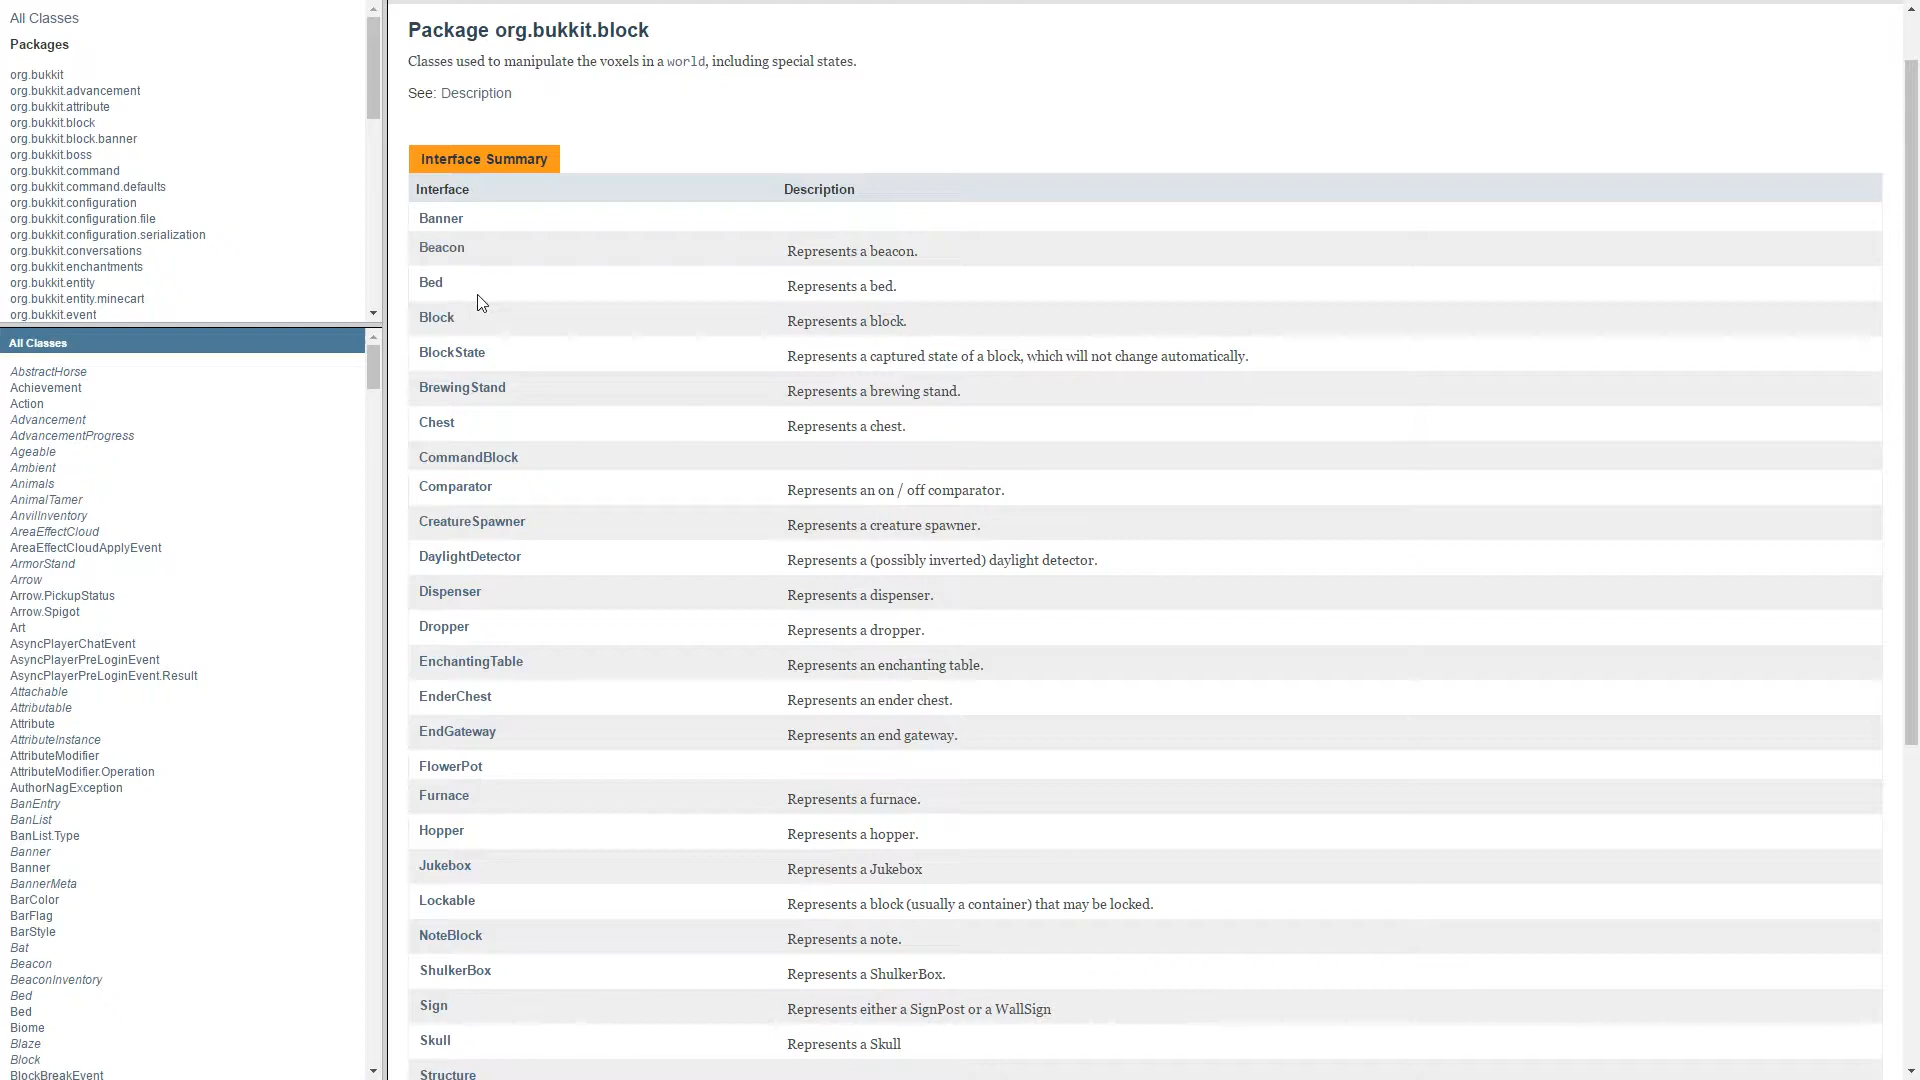 All Classes
Packages
org.bukkit
org.bukkit.advancement
org.bukkit.attribute
org.bukkit.block
org.bukkit.block.banner
org.bukkit.boss
org.bukkit.command
org.bukkit.command.defaults
org.bukkit.configuration
org.bukkit.configuration.file
org.bukkit.configuration.serialization
org.bukkit.conversations
org.bukkit.enchantments
org.bukkit.entity
org.bukkit.entity.minecart
org.bukkit.event
All Classes
AbstractHorse
Achievement
Action
Advancement
AdvancementProgress
Ageable
Ambient
Animals
AnimalTamer
AnvilInventory
AreaEffectCloud
AreaEffectCloudApplyEvent
ArmorStand
Arrow
Arrow.PickupStatus
Arrow.Spigot
Art
AsyncPlayerChatEvent
AsyncPlayerPreLoginEvent
AsyncPlayerPreLoginEvent.Result
Attachable
Attributable
Attribute
AttributeInstance
AttributeModifier
AttributeModifier.Operation
AuthorNagException
BanEntry
BanList
BanList.Type
Banner
Banner
BannerMeta
BarColor
BarFlag
BarStyle
Bat
Beacon
BeaconInventory
Bed
Bed
Biome
Blaze
Block
BlockBreakEvent
Package org.bukkit.block
Classes used to manipulate the voxels in a world, including special states.
See: Description
Interface Summary
Interface Description
Banner
Beacon Represents a beacon.
Bed Represents a bed.
Block Represents a block.
BlockState Represents a captured state of a block, which will not change automatically.
BrewingStand Represents a brewing stand.
Chest Represents a chest.
CommandBlock
Comparator Represents an on / off comparator.
CreatureSpawner Represents a creature spawner.
DaylightDetector Represents a (possibly inverted) daylight detector.
Dispenser Represents a dispenser.
Dropper Represents a dropper.
EnchantingTable Represents an enchanting table.
EnderChest Represents an ender chest.
EndGateway Represents an end gateway.
FlowerPot
Furnace Represents a furnace.
Hopper Represents a hopper.
Jukebox Represents a Jukebox
Lockable Represents a block (usually a container) that may be locked.
NoteBlock Represents a note.
ShulkerBox Represents a ShulkerBox.
Sign Represents either a SignPost or a WallSign
Skull Represents a Skull
Structure